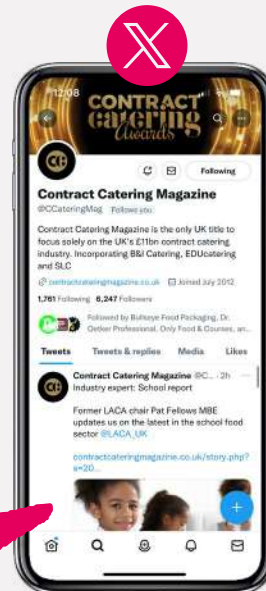 12:08
CONTRACT
catering
Awards
CC
Following
Contract Catering Magazine
@CCateringMag Follows you
Contract Catering Magazine is the only UK title to
focus solely on the UK's £11bn contract catering
industry. Incorporating B&I Catering, EDUcatering
and SLC
contractcateringmagazine.co.uk Joined July 2012
1,761 Following 6,247 Followers
Followed by Bullseye Food Packaging, Dr.
Oetker Professional, Only Food & Courses, an...
Tweets Tweets & replies Media Likes
Contract Catering Magazine @C... · 2h
Industry expert: School report
Former LACA chair Pat Fellows MBE
updates us on the latest in the school food
sector @LACA_UK
contractcateringmagazine.co.uk/story.php?
s=20...